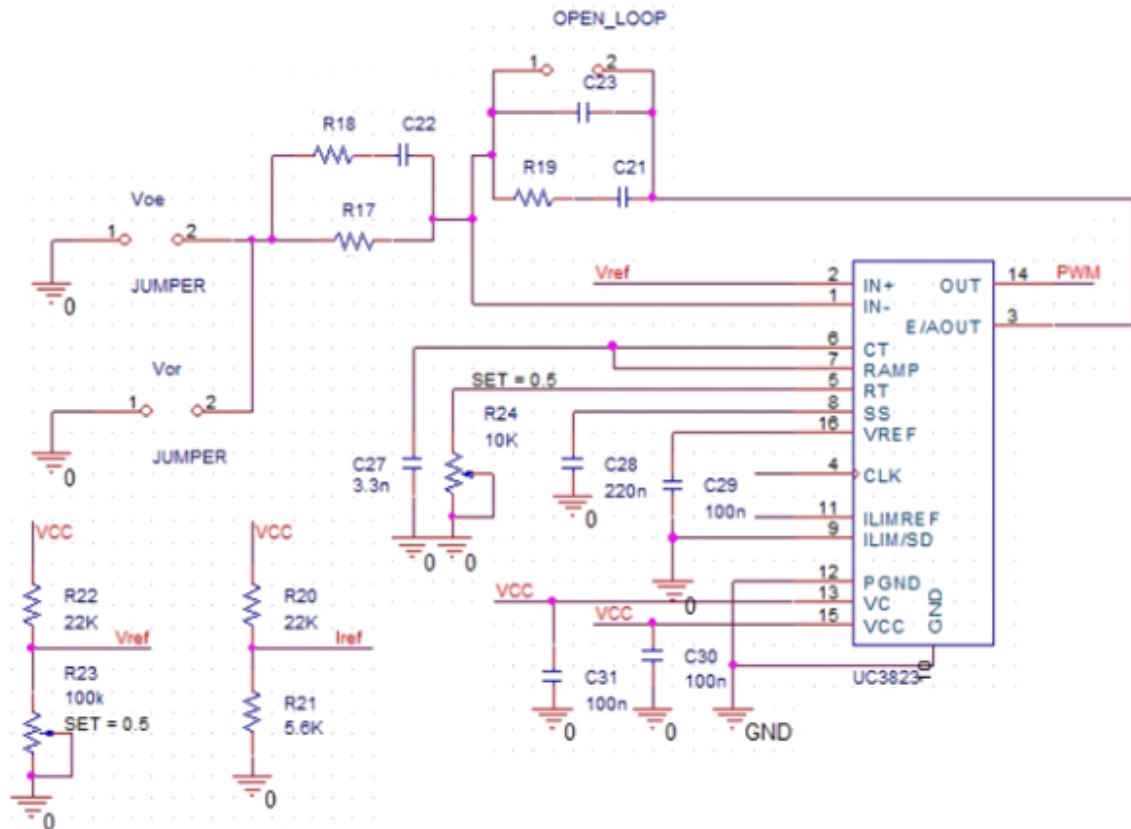 OPEN_LOOP
1 2
C23
R18 C22
R19 C21
Voe
R17
1 2
JUMPER
0
Vref 2 IN+ OUT 14 PWM
1 IN-
E/AOUT 3
6 CT
7 RAMP
Vor
SET = 0.5 5 RT
1 2
R24
10K
8 SS
16 VREF
0
JUMPER
C27
3.3n
C28
220n
4 CLK
C29
100n
0
11 ILIMREF
9 ILIM/SD
VCC VCC
0 0
12 PGND
0
R22
22K
R20
22K
VCC 13 VC
VCC 15 VCC
GND
Vref Iref
R23
100k
C30
100n
C31
100n
UC3823
10
SET = 0.5
R21
5.6K
0 0 GND
0
0